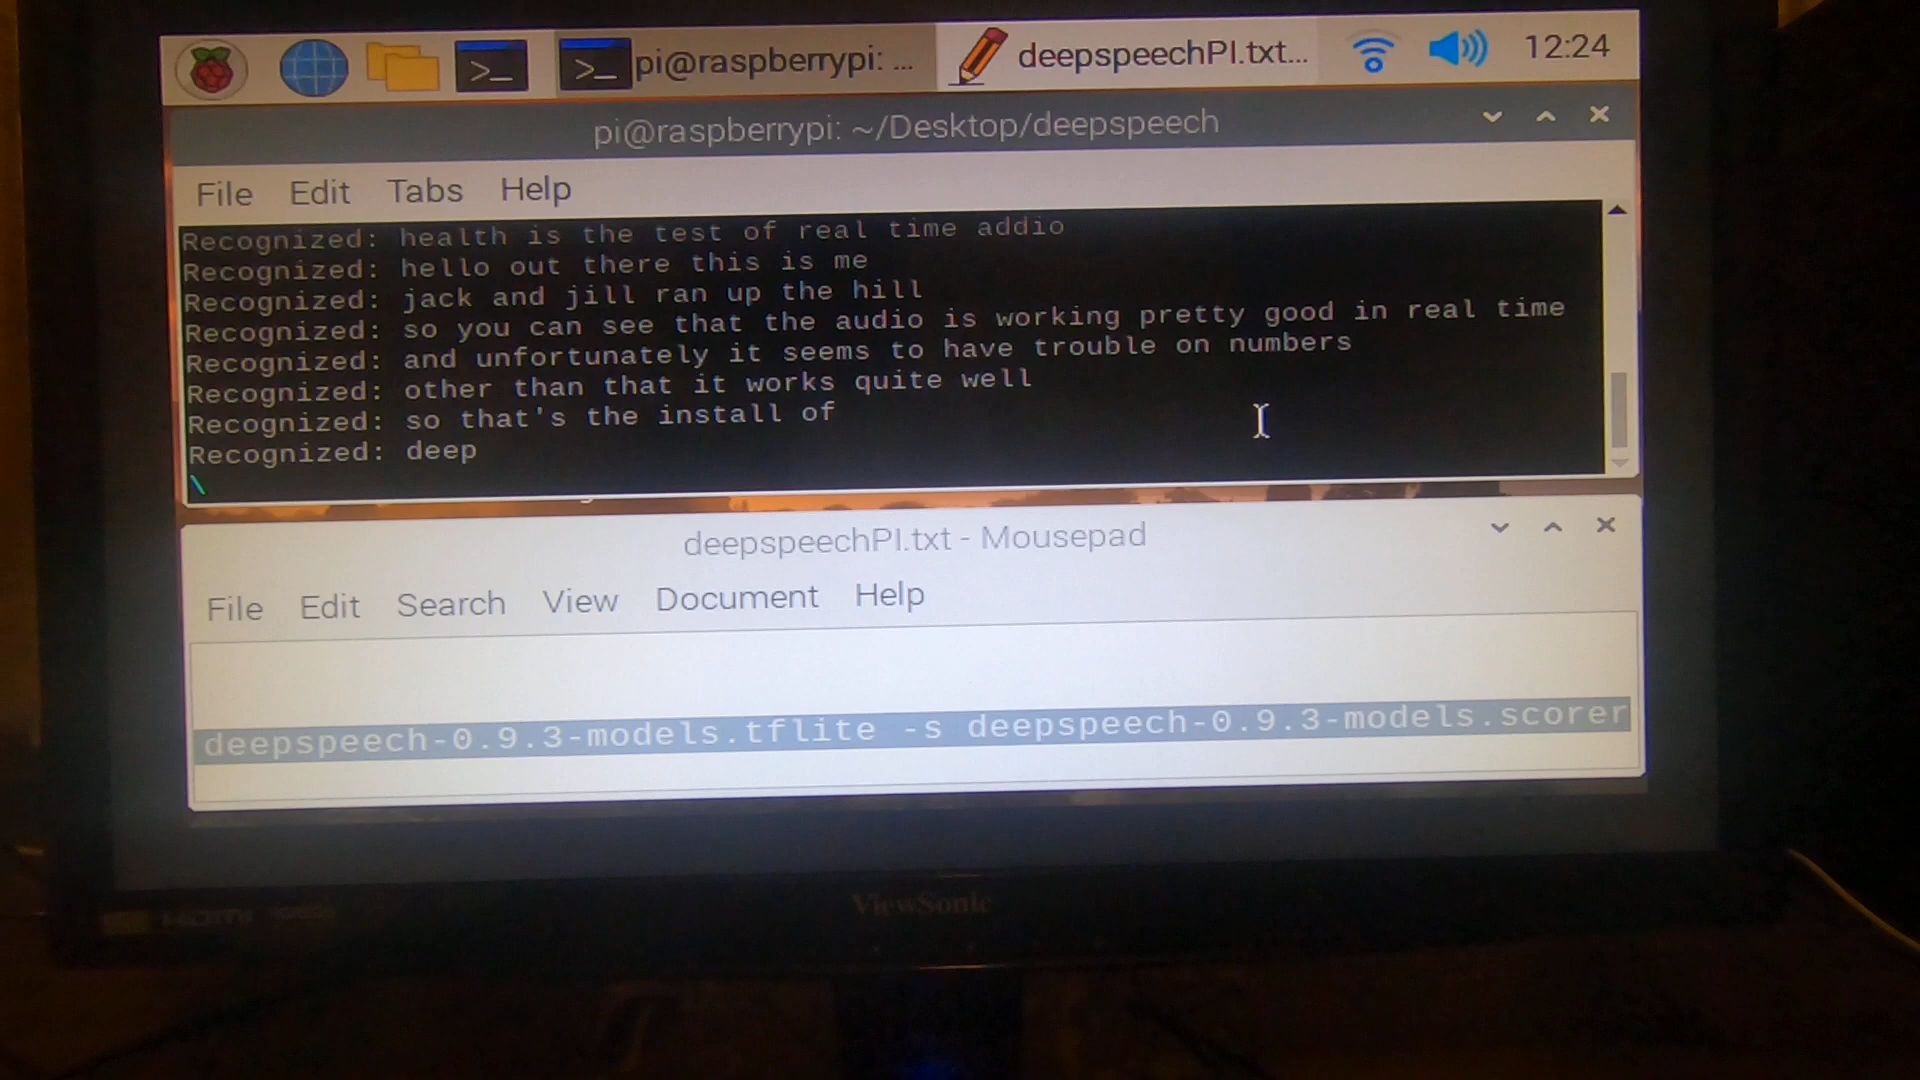 pi@raspberrypi: ...
deepspeechPI.txt...
12:24
pi@raspberrypi: ~/Desktop/deepspeech
File Edit Tabs Help
Recognized: health is the test of real time addio
Recognized: hello out there this is me
Recognized: jack and jill ran up the hill
Recognized: so you can see that the audio is working pretty good in real time
Recognized: and unfortunately it seems to have trouble on numbers
Recognized: other than that it works quite well
Recognized: so that's the install of
Recognized: deep
\
deepspeechPI.txt - Mousepad
File Edit Search View Document Help
deepspeech-0.9.3-models.tflite -s deepspeech-0.9.3-models.scorer
ViewSonic
HDMI